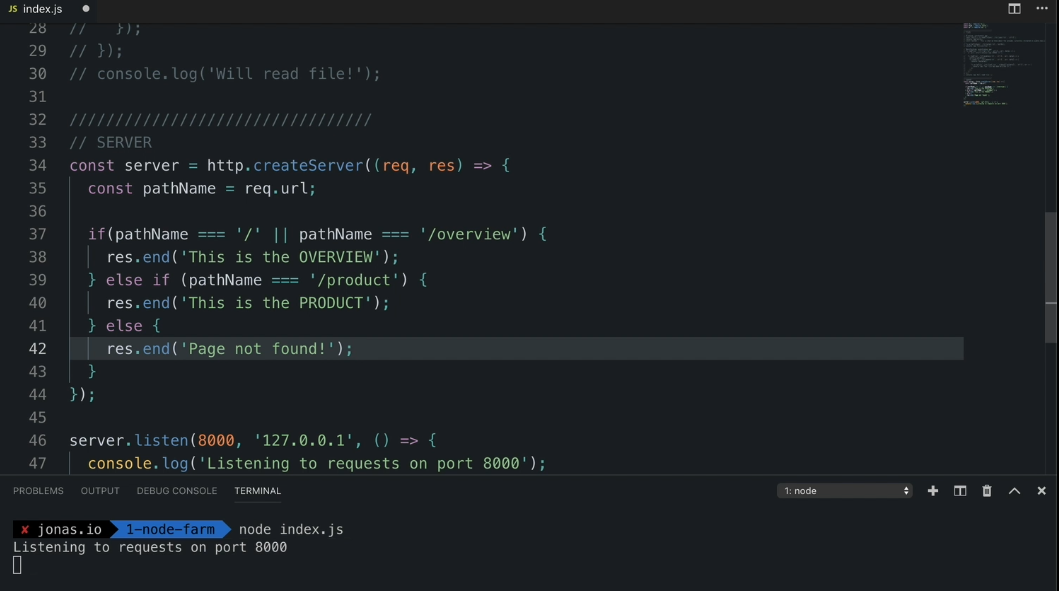 JS index.js
28 //   });
29 // });
30 // console.log('Will read file!');
31
32 /////////////////////////////////
33 // SERVER
34 const server = http.createServer((req, res) => {
35   const pathName = req.url;
36
37   if(pathName === '/' || pathName === '/overview') {
38     res.end('This is the OVERVIEW');
39   } else if (pathName === '/product') {
40     res.end('This is the PRODUCT');
41   } else {
42     res.end('Page not found!');
43   }
44 });
45
46 server.listen(8000, '127.0.0.1', () => {
47   console.log('Listening to requests on port 8000');
PROBLEMS OUTPUT DEBUG CONSOLE TERMINAL 1: node
✘ jonas.io 1-node-farm node index.js
Listening to requests on port 8000